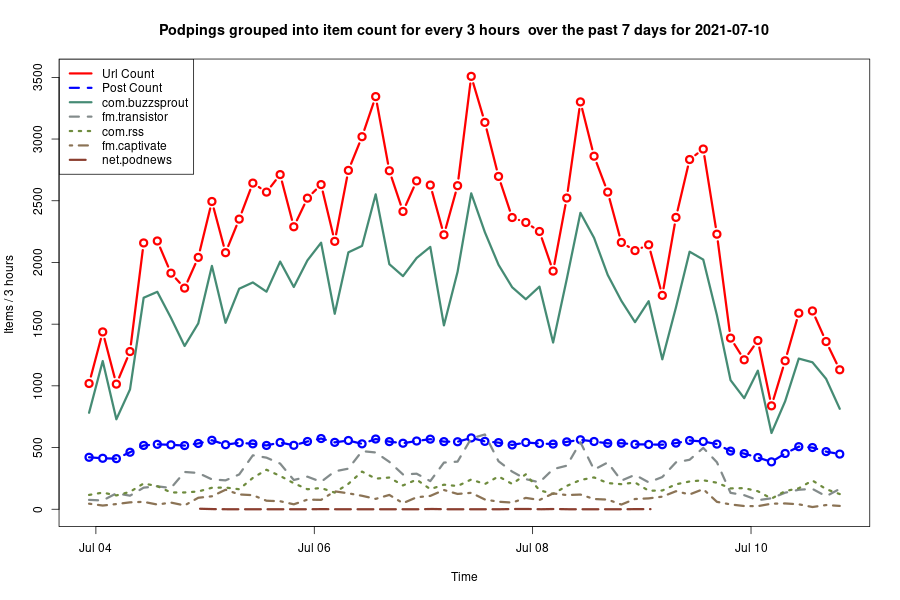 Podpings grouped into item count for every 3 hours  over the past 7 days for 2021-07-10
Url Count
Post Count
com.buzzsprout
fm.transistor
com.rss
fm.captivate
net.podnews
Items / 3 hours
3500
3000
2500
2000
1500
1000
500
0
Jul 04
Jul 06
Jul 08
Jul 10
Time